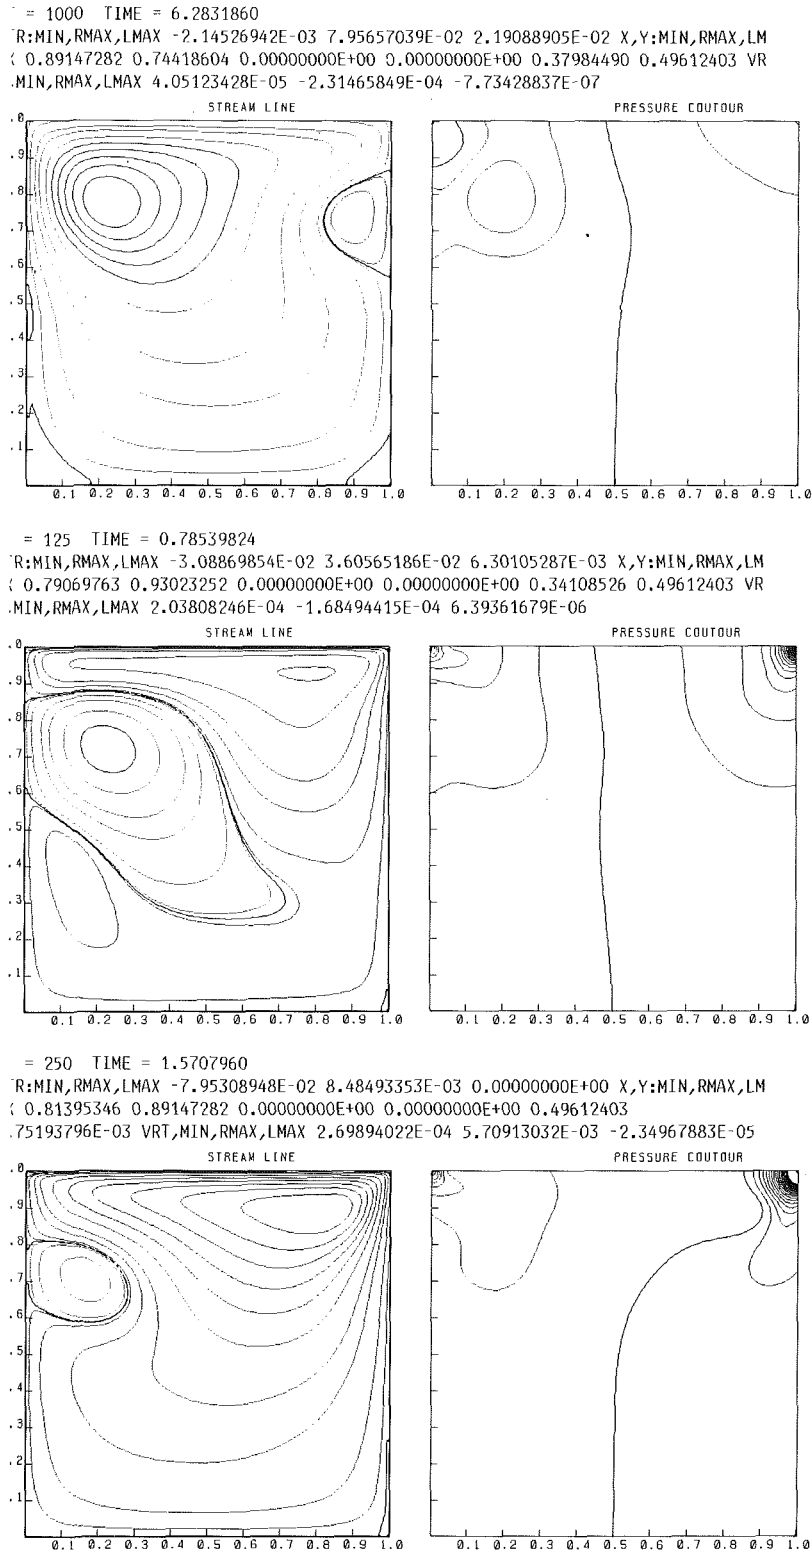 = 1000 TIME = 6.2831860
R:MIN,RMAX,LMAX -2.14526942E-03 7.95657039E-02 2.19088905E-02 X,Y:MIN,RMAX,LM
0.89147282 0.74418604 0.00000000E+00 0.00000000E+00 0.37984490 0.49612403 VR
.MIN,RMAX,LMAX 4.05123428E-05 -2.31465849E-04 -7.73428837E-07
STREAM LINE PRESSURE COUTOUR
.0
.9
.8
.7
.6
.5
.4
.3
.2
.1
0.1 0.2 0.3 0.4 0.5 0.6 0.7 0.8 0.9 1.0 0.1 0.2 0.3 0.4 0.5 0.6 0.7 0.8 0.9 1.0
= 125 TIME = 0.78539824
R:MIN,RMAX,LMAX -3.08869854E-02 3.60565186E-02 6.30105287E-03 X,Y:MIN,RMAX,LM
0.79069763 0.93023252 0.00000000E+00 0.00000000E+00 0.34108526 0.49612403 VR
.MIN,RMAX,LMAX 2.03808246E-04 -1.68494415E-04 6.39361679E-06
STREAM LINE PRESSURE COUTOUR
.0
.9
.8
.7
.6
.5
.4
.3
.2
.1
0.1 0.2 0.3 0.4 0.5 0.6 0.7 0.8 0.9 1.0 0.1 0.2 0.3 0.4 0.5 0.6 0.7 0.8 0.9 1.0
= 250 TIME = 1.5707960
R:MIN,RMAX,LMAX -7.95308948E-02 8.48493353E-03 0.00000000E+00 X,Y:MIN,RMAX,LM
0.81395346 0.89147282 0.00000000E+00 0.00000000E+00 0.49612403
.75193796E-03 VRT,MIN,RMAX,LMAX 2.69894022E-04 5.70913032E-03 -2.34967883E-05
STREAM LINE PRESSURE COUTOUR
.0
.9
.8
.7
.6
.5
.4
.3
.2
.1
0.1 0.2 0.3 0.4 0.5 0.6 0.7 0.8 0.9 1.0 0.1 0.2 0.3 0.4 0.5 0.6 0.7 0.8 0.9 1.0